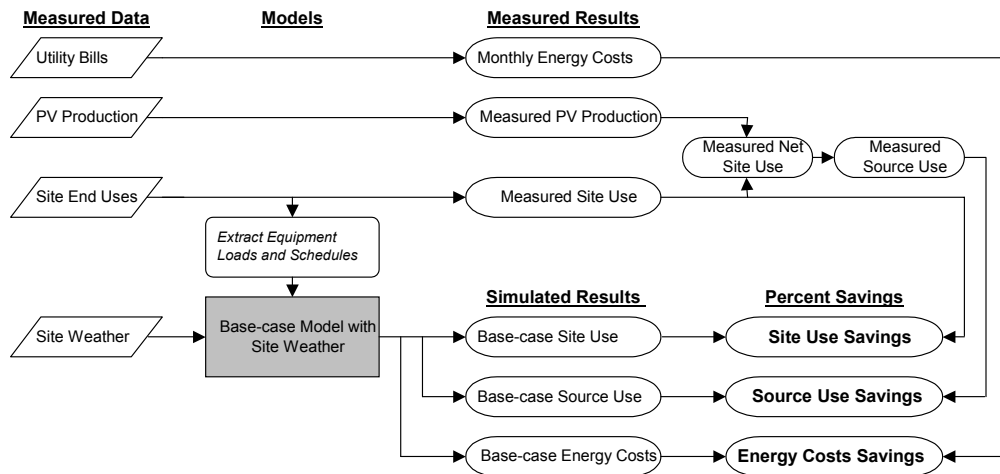 Measured Data
Models
Measured Results
Utility Bills
Monthly Energy Costs
PV Production
Measured PV Production
Measured Net
Site Use
Measured
Source Use
Site End Uses
Measured Site Use
Extract Equipment
Loads and Schedules
Simulated Results
Percent Savings
Site Weather
Base-case Model with
Site Weather
Base-case Site Use
Site Use Savings
Base-case Source Use
Source Use Savings
Base-case Energy Costs
Energy Costs Savings